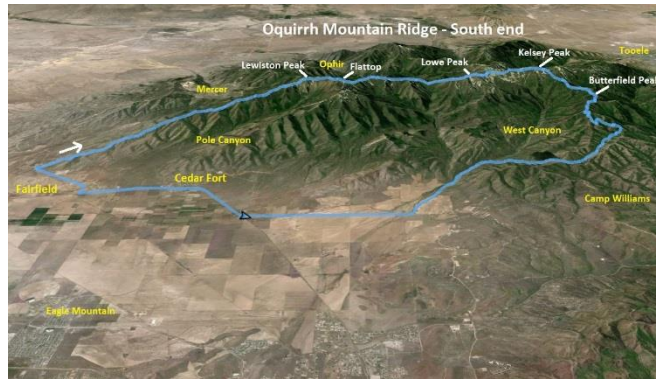 Oquirrh Mountain Ridge - South end
Tooele
Kelsey Peak
Lewiston Peak
Ophir
Flattop
Lowe Peak
Butterfield Peak
Mercer
Pole Canyon
West Canyon
Fairfield
Cedar Fort
Camp Williams
Eagle Mountain